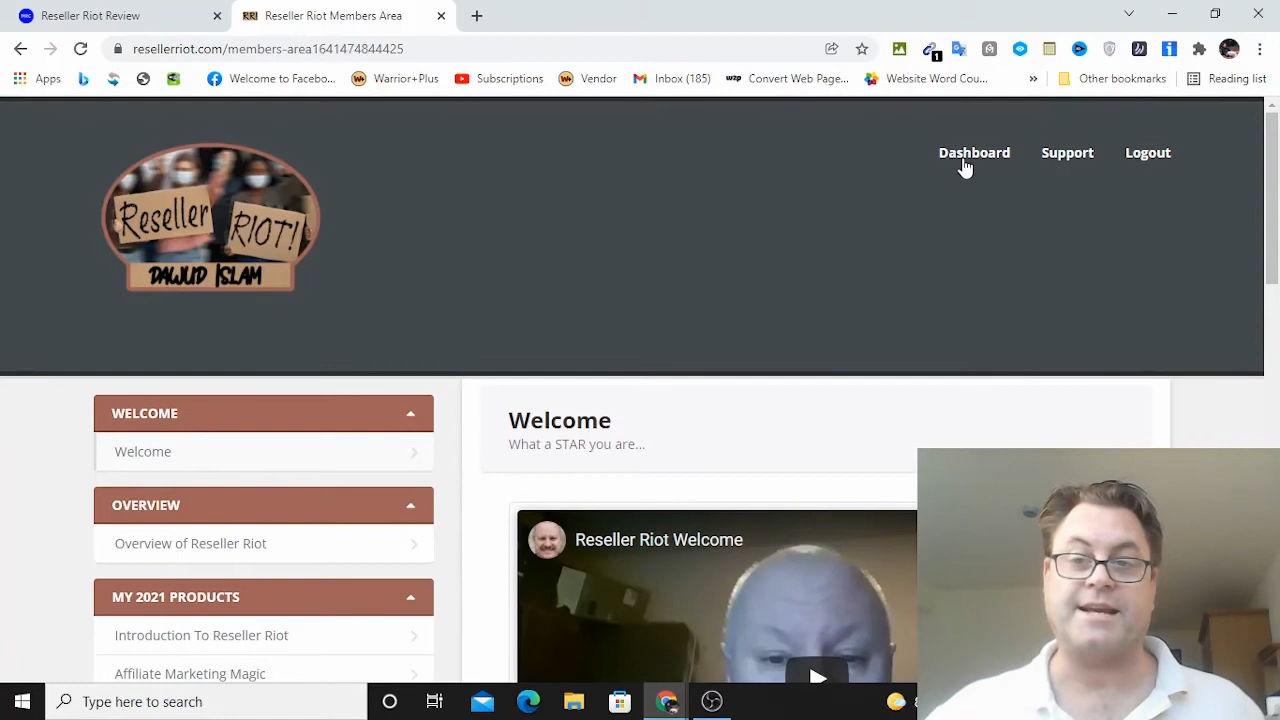 Reseller Riot Review
Reseller Riot Members Area
resellerriot.com/members-area1641474844425
1
Apps
Welcome to Facebo...
Warrior+Plus
Subscriptions
Vendor
Inbox (185)
wzp
Convert Web Page...
Website Word Cou...
»
Other bookmarks
Reading list
Dashboard
Support
Logout
Reseller
RIOT!
DAWUD ISLAM
WELCOME
Welcome
OVERVIEW
Overview of Reseller Riot
MY 2021 PRODUCTS
Introduction To Reseller Riot
Affiliate Marketing Magic
Welcome
What a STAR you are...
Reseller Riot Welcome
Type here to search